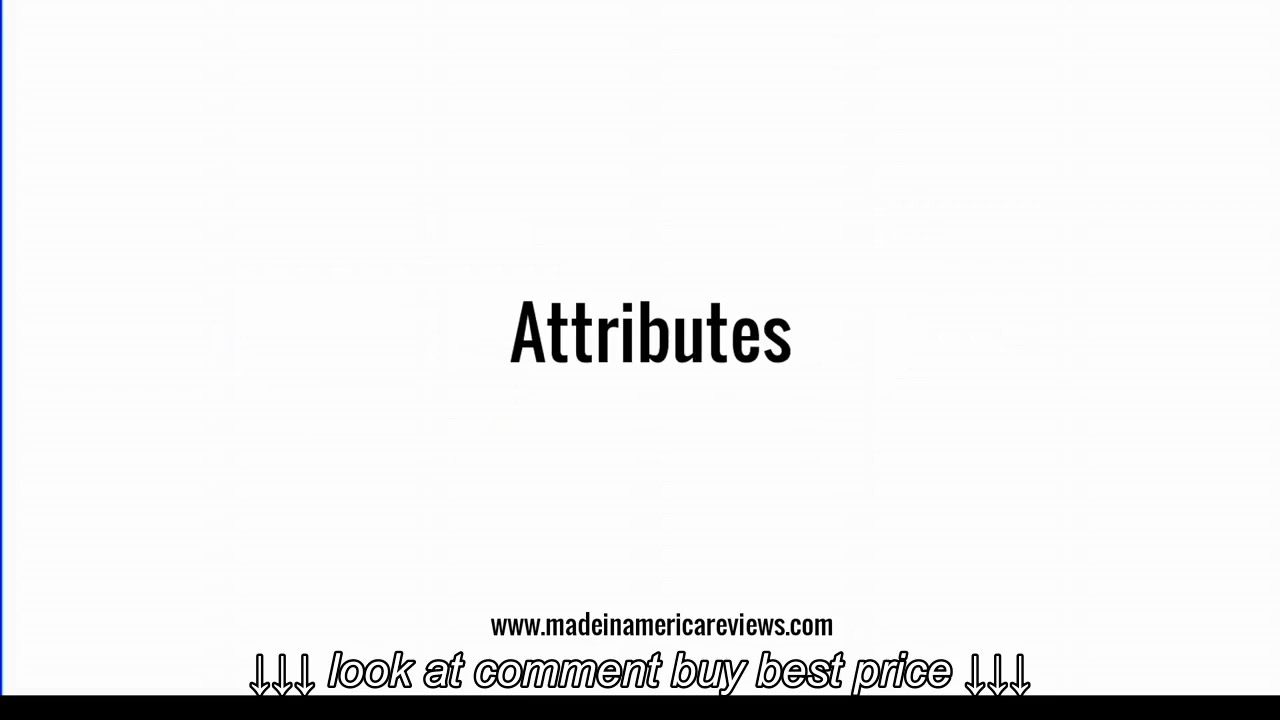 Attributes
www.madeinamericareviews.com
↓↓↓ look at comment buy best price ↓↓↓